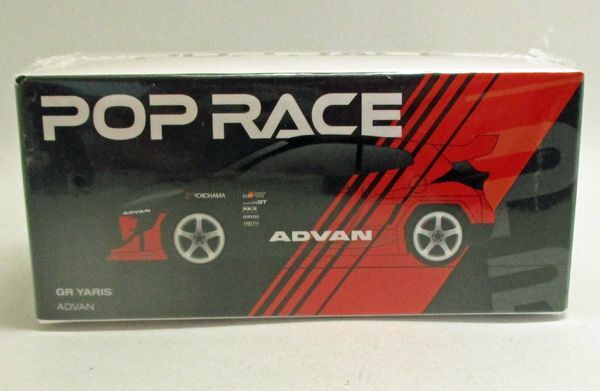 POP RACE
ADVAN
YOKOHAMA
ADVAN
GR YARIS
ADVAN